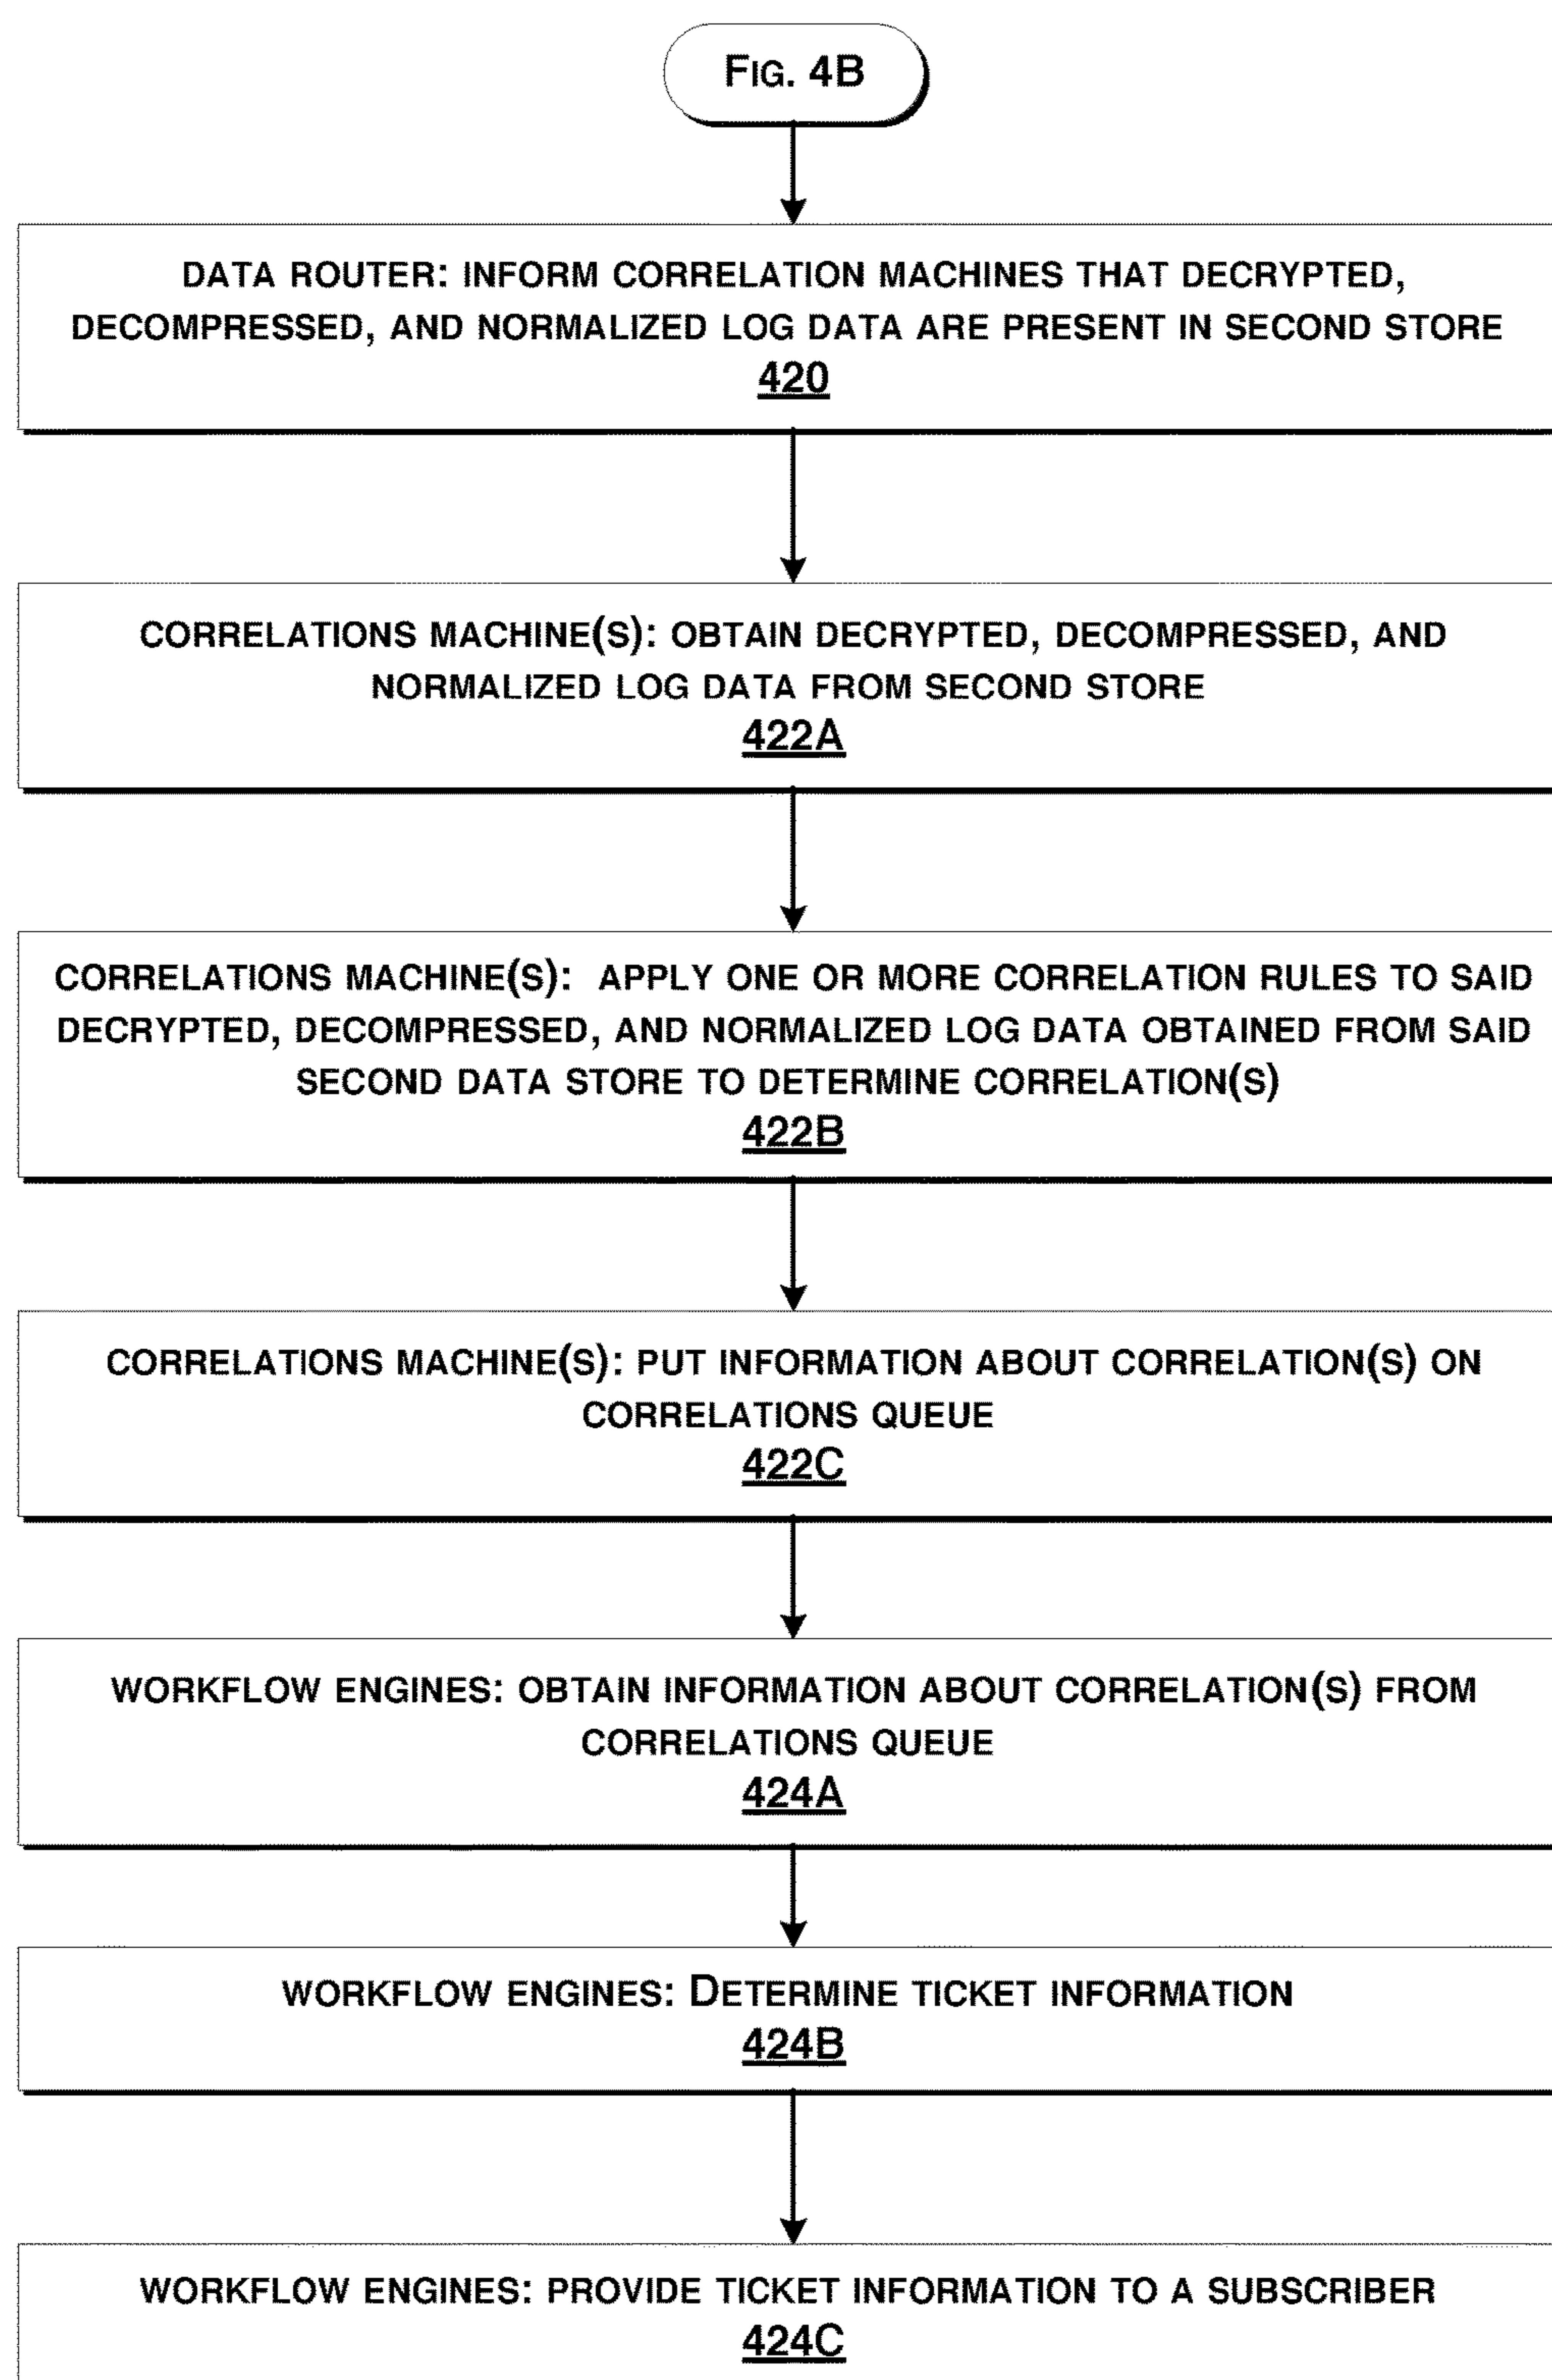 FIG. 4B
DATA ROUTER: INFORM CORRELATION MACHINES THAT DECRYPTED,
DECOMPRESSED, AND NORMALIZED LOG DATA ARE PRESENT IN SECOND STORE
420
CORRELATIONS MACHINE(S): OBTAIN DECRYPTED, DECOMPRESSED, AND
NORMALIZED LOG DATA FROM SECOND STORE
422A
CORRELATIONS MACHINE(S): APPLY ONE OR MORE CORRELATION RULES TO SAID
DECRYPTED, DECOMPRESSED, AND NORMALIZED LOG DATA OBTAINED FROM SAID
SECOND DATA STORE TO DETERMINE CORRELATION(S)
422B
CORRELATIONS MACHINE(S): PUT INFORMATION ABOUT CORRELATION(S) ON
CORRELATIONS QUEUE
422C
WORKFLOW ENGINES: OBTAIN INFORMATION ABOUT CORRELATION(S) FROM
CORRELATIONS QUEUE
424A
WORKFLOW ENGINES: DETERMINE TICKET INFORMATION
424B
WORKFLOW ENGINES: PROVIDE TICKET INFORMATION TO A SUBSCRIBER
424C